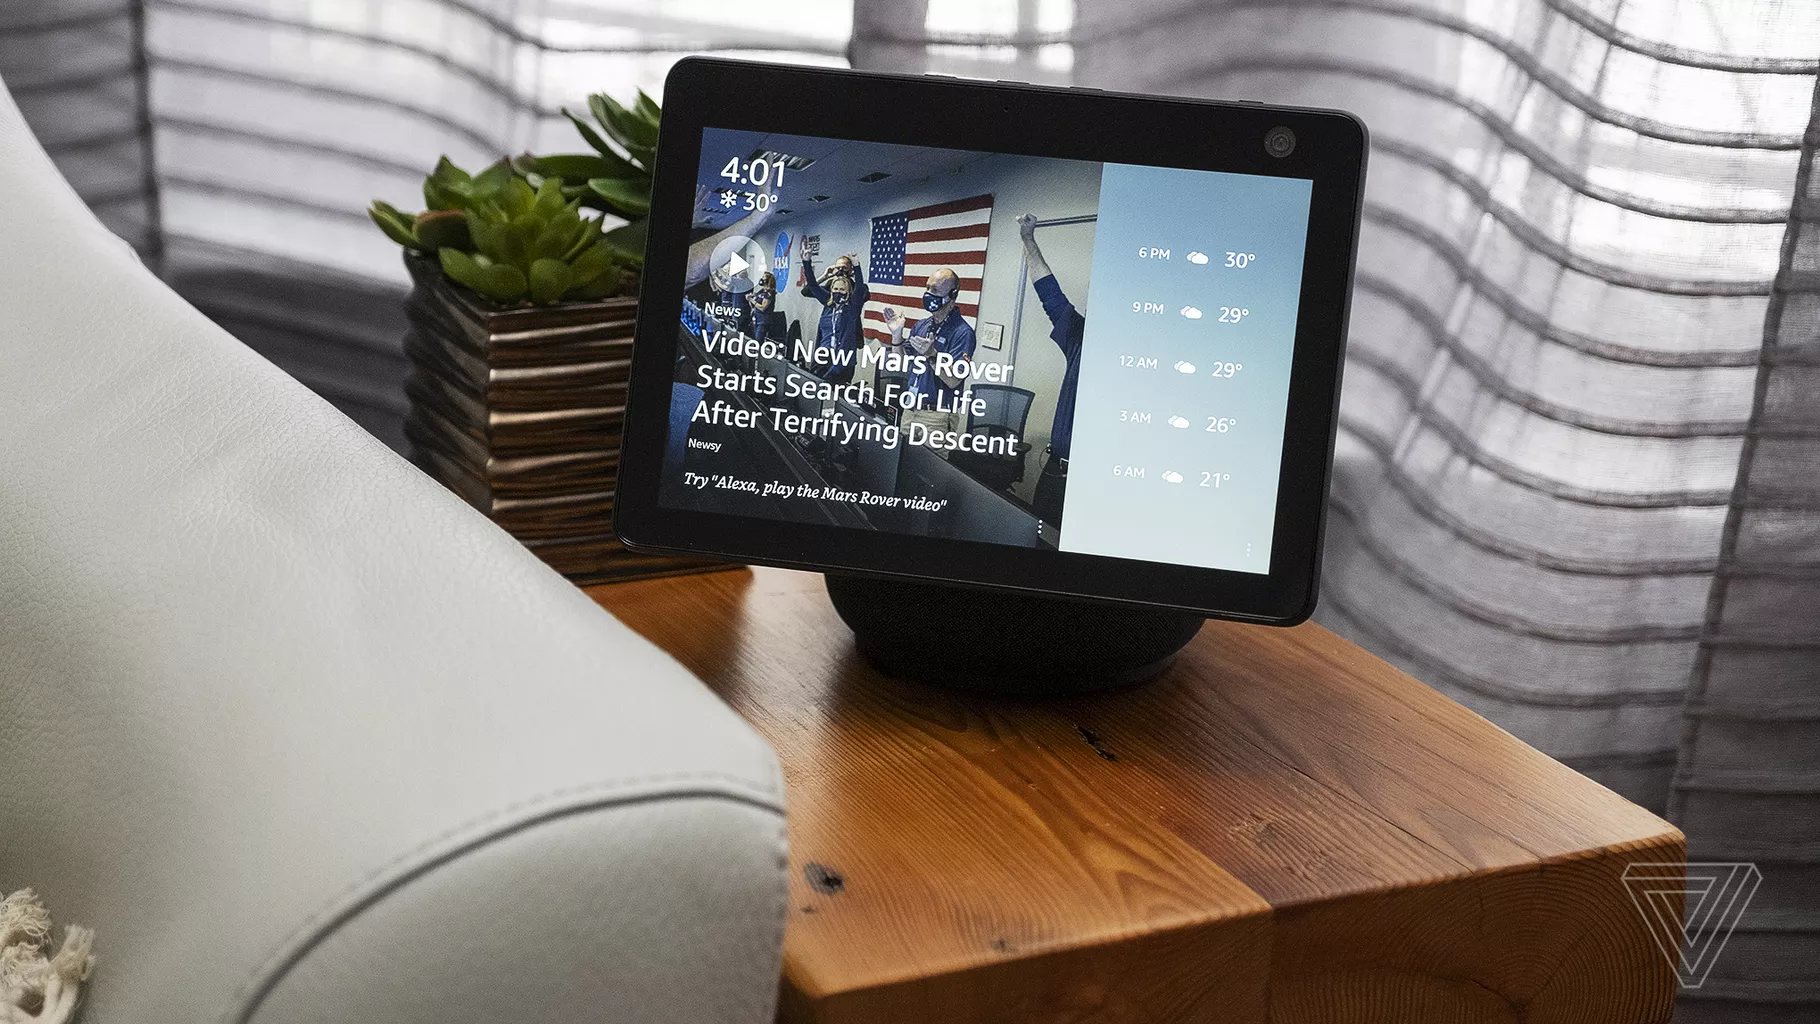 4:01
30°
NASA
News
Video: New Mars Rover
Starts Search For Life
After Terrifying Descent
Newsy
Try "Alexa, play the Mars Rover video"
6 PM 30°
9 PM 29°
12 AM 29°
3 AM 26°
6 AM 21°